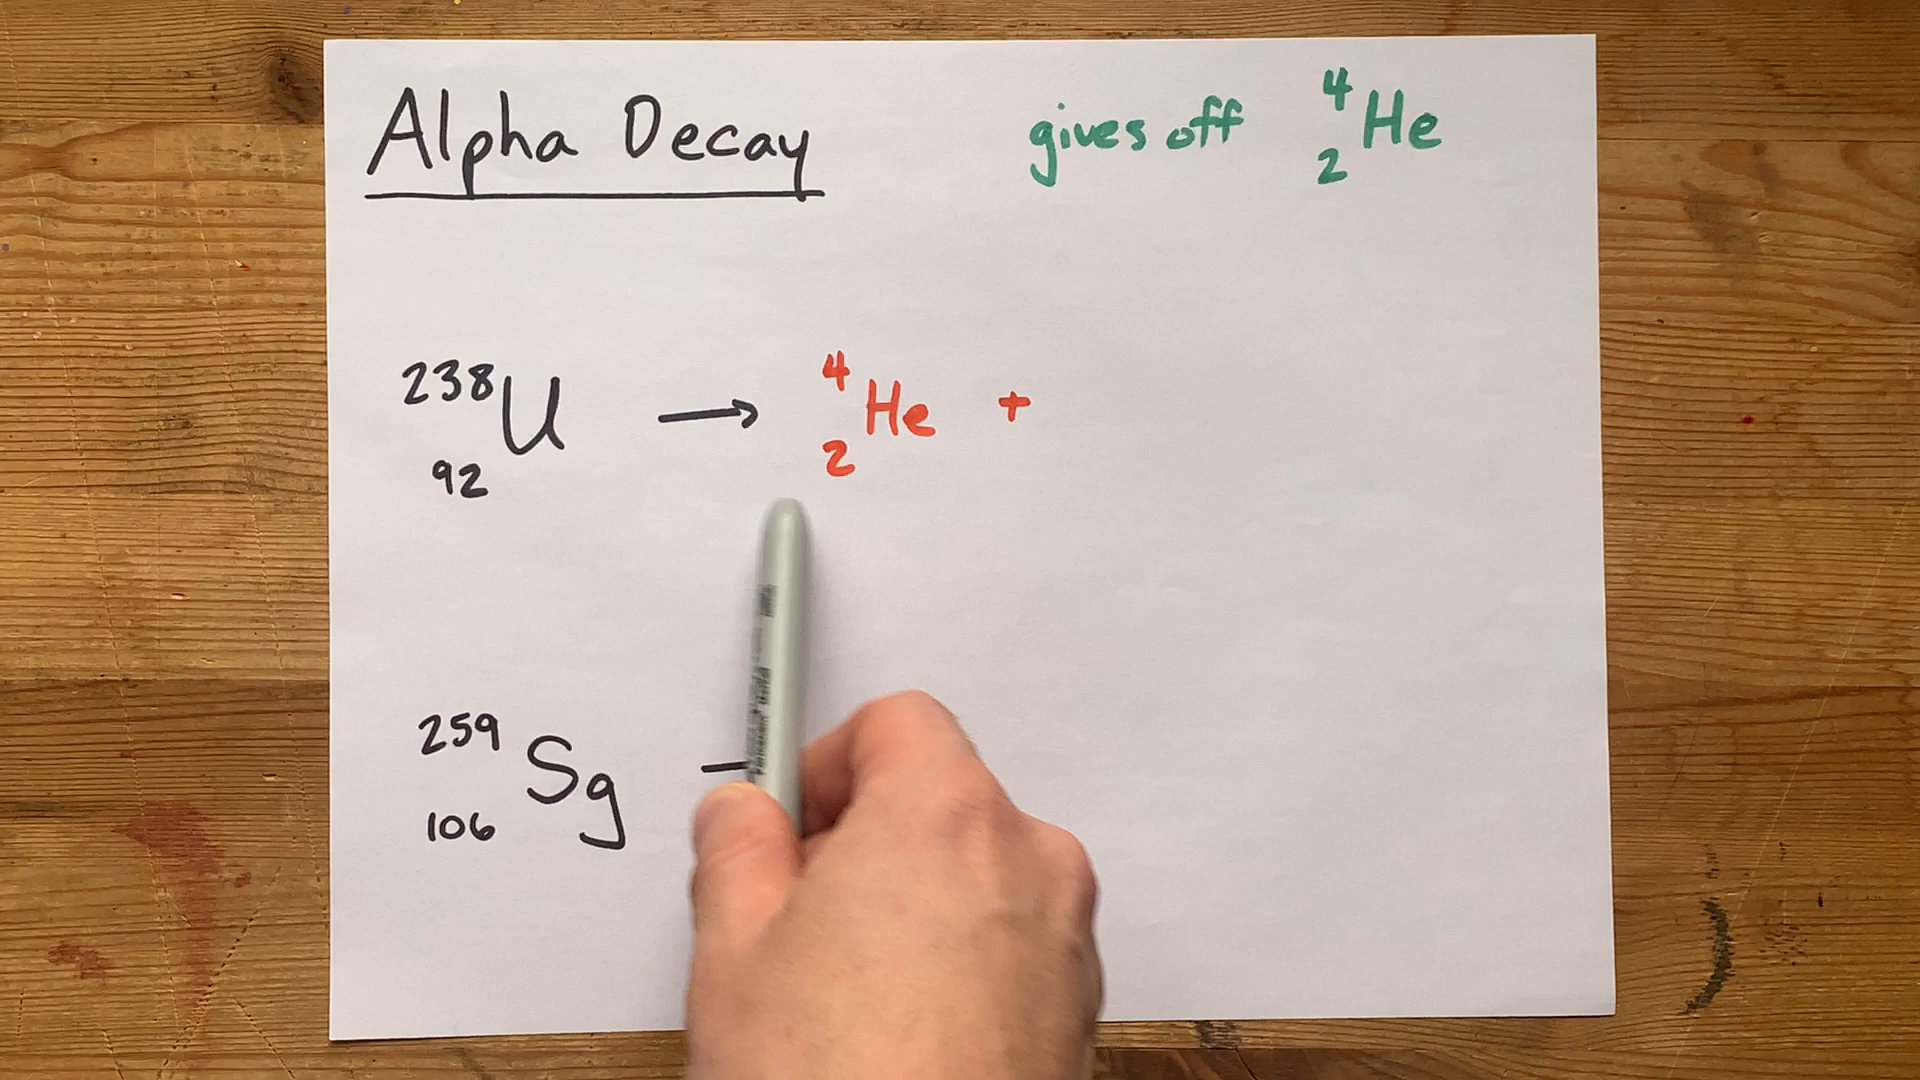 Alpha Decay
gives off ⁴₂He
²³⁸₉₂U → ⁴₂He +
²⁵⁹₁₀₆Sg